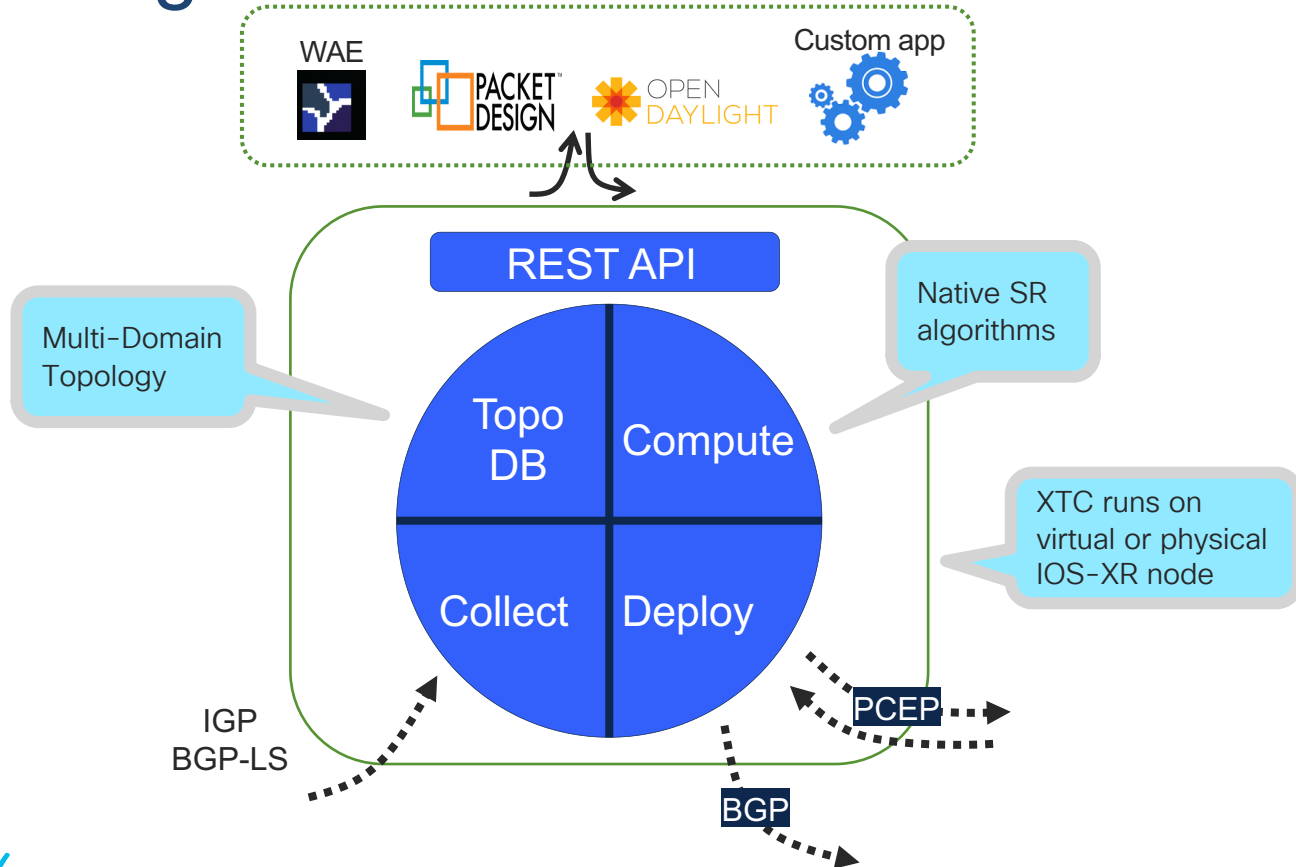 WAE
PACKET™
DESIGN
OPEN
DAYLIGHT
Custom app
REST API
Multi-Domain
Topology
Native SR
algorithms
Topo
DB
Compute
XTC runs on
virtual or physical
IOS-XR node
Collect
Deploy
IGP
BGP-LS
PCEP
BGP